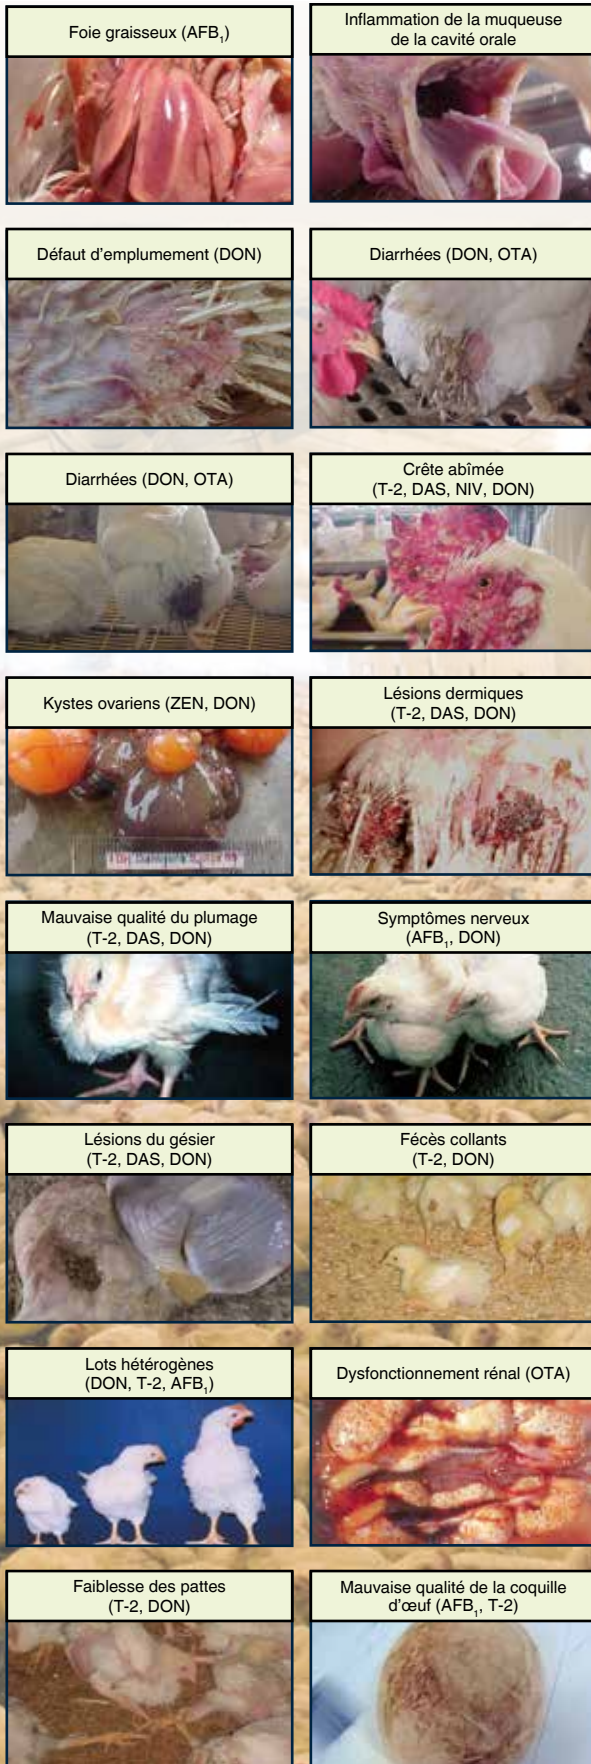 Foie graisseux (AFB₁)
Inflammation de la muqueuse
de la cavité orale
Défaut d'emplumement (DON)
Diarrhées (DON, OTA)
Diarrhées (DON, OTA)
Crête abîmée
(T-2, DAS, NIV, DON)
Kystes ovariens (ZEN, DON)
Lésions dermiques
(T-2, DAS, DON)
Mauvaise qualité du plumage
(T-2, DAS, DON)
Symptômes nerveux
(AFB₁, DON)
Lésions du gésier
(T-2, DAS, DON)
Fécès collants
(T-2, DON)
Lots hétérogènes
(DON, T-2, AFB₁)
Dysfonctionnement rénal (OTA)
Faiblesse des pattes
(T-2, DON)
Mauvaise qualité de la coquille
d'œuf (AFB₁, T-2)